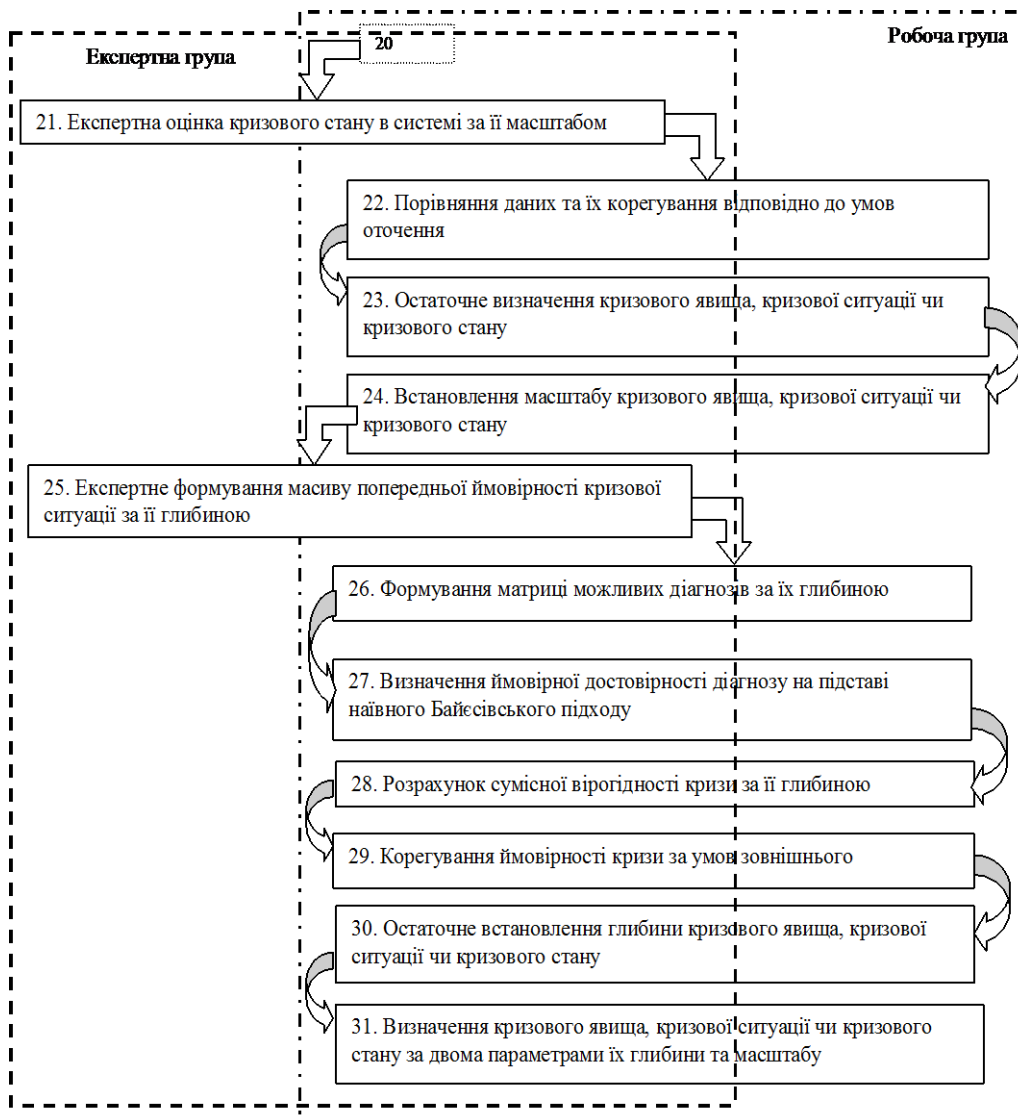 Робоча група
20
Експертна група
21. Експертна оцінка кризового стану в системі за її масштабом
22. Порівняння даних та їх корегування відповідно до умов
оточення
23. Остаточне визначення кризового явища, кризової ситуації чи
кризового стану
24. Встановлення масштабу кризового явища, кризової ситуації чи
кризового стану
25. Експертне формування масиву попередньої ймовірності кризової
ситуації за її глибиною
26. Формування матриці можливих діагнозів за їх глибиною
27. Визначення ймовірної достовірності діагнозу на підставі
наївного Байєсівського підходу
28. Розрахунок сумісної вірогідності кризи за її глибиною
29. Корегування ймовірності кризи за умов зовнішнього
30. Остаточне встановлення глибини кризового явища, кризової
ситуації чи кризового стану
31. Визначення кризового явища, кризової ситуації чи кризового
стану за двома параметрами їх глибини та масштабу